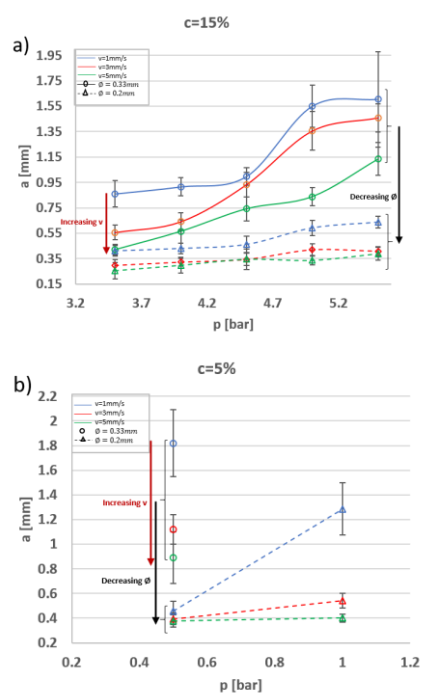 c=15%
a)
1.95
1.75
1.55
1.35
1.15
0.95
0.75
0.55
0.35
0.15
a [mm]
v=1mm/s
v=3mm/s
v=5mm/s
Ø = 0.33mm
Ø = 0.2mm
Increasing v
Decreasing Ø
3.2 3.7 4.2 4.7 5.2
p [bar]
c=5%
b)
2.2
2
1.8
1.6
1.4
1.2
1
0.8
0.6
0.4
0.2
a [mm]
v=1mm/s
v=3mm/s
v=5mm/s
Ø = 0.33mm
Ø = 0.2mm
Increasing v
Decreasing Ø
0.2 0.4 0.6 0.8 1
p [bar]